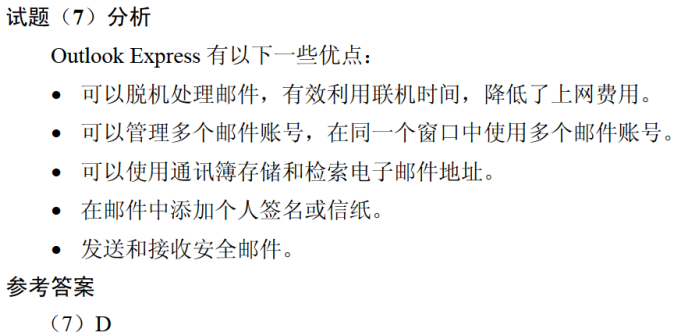 试题（7）分析
Outlook Express 有以下一些优点：
• 可以脱机处理邮件，有效利用联机时间，降低了上网费用。
• 可以管理多个邮件账号，在同一个窗口中使用多个邮件账号。
• 可以使用通讯簿存储和检索电子邮件地址。
• 在邮件中添加个人签名或信纸。
• 发送和接收安全邮件。
参考答案
（7）D